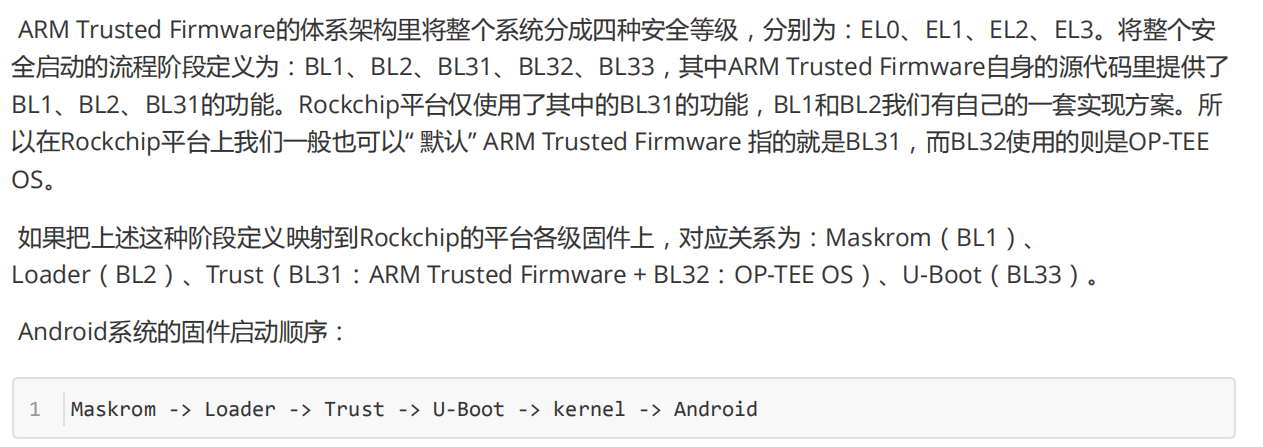 ARM Trusted Firmware的体系架构里将整个系统分成四种安全等级，分别为：EL0、EL1、EL2、EL3。将整个安
全启动的流程阶段定义为：BL1、BL2、BL31、BL32、BL33，其中ARM Trusted Firmware自身的源代码里提供了
BL1、BL2、BL31的功能。Rockchip平台仅使用了其中的BL31的功能，BL1和BL2我们有自己的一套实现方案。所
以在Rockchip平台上我们一般也可以“ 默认” ARM Trusted Firmware 指的就是BL31，而BL32使用的则是OP-TEE
OS。
如果把上述这种阶段定义映射到Rockchip的平台各级固件上，对应关系为：Maskrom（BL1）、
Loader（BL2）、Trust（BL31：ARM Trusted Firmware + BL32：OP-TEE OS）、U-Boot（BL33）。
Android系统的固件启动顺序：
1 Maskrom -> Loader -> Trust -> U-Boot -> kernel -> Android